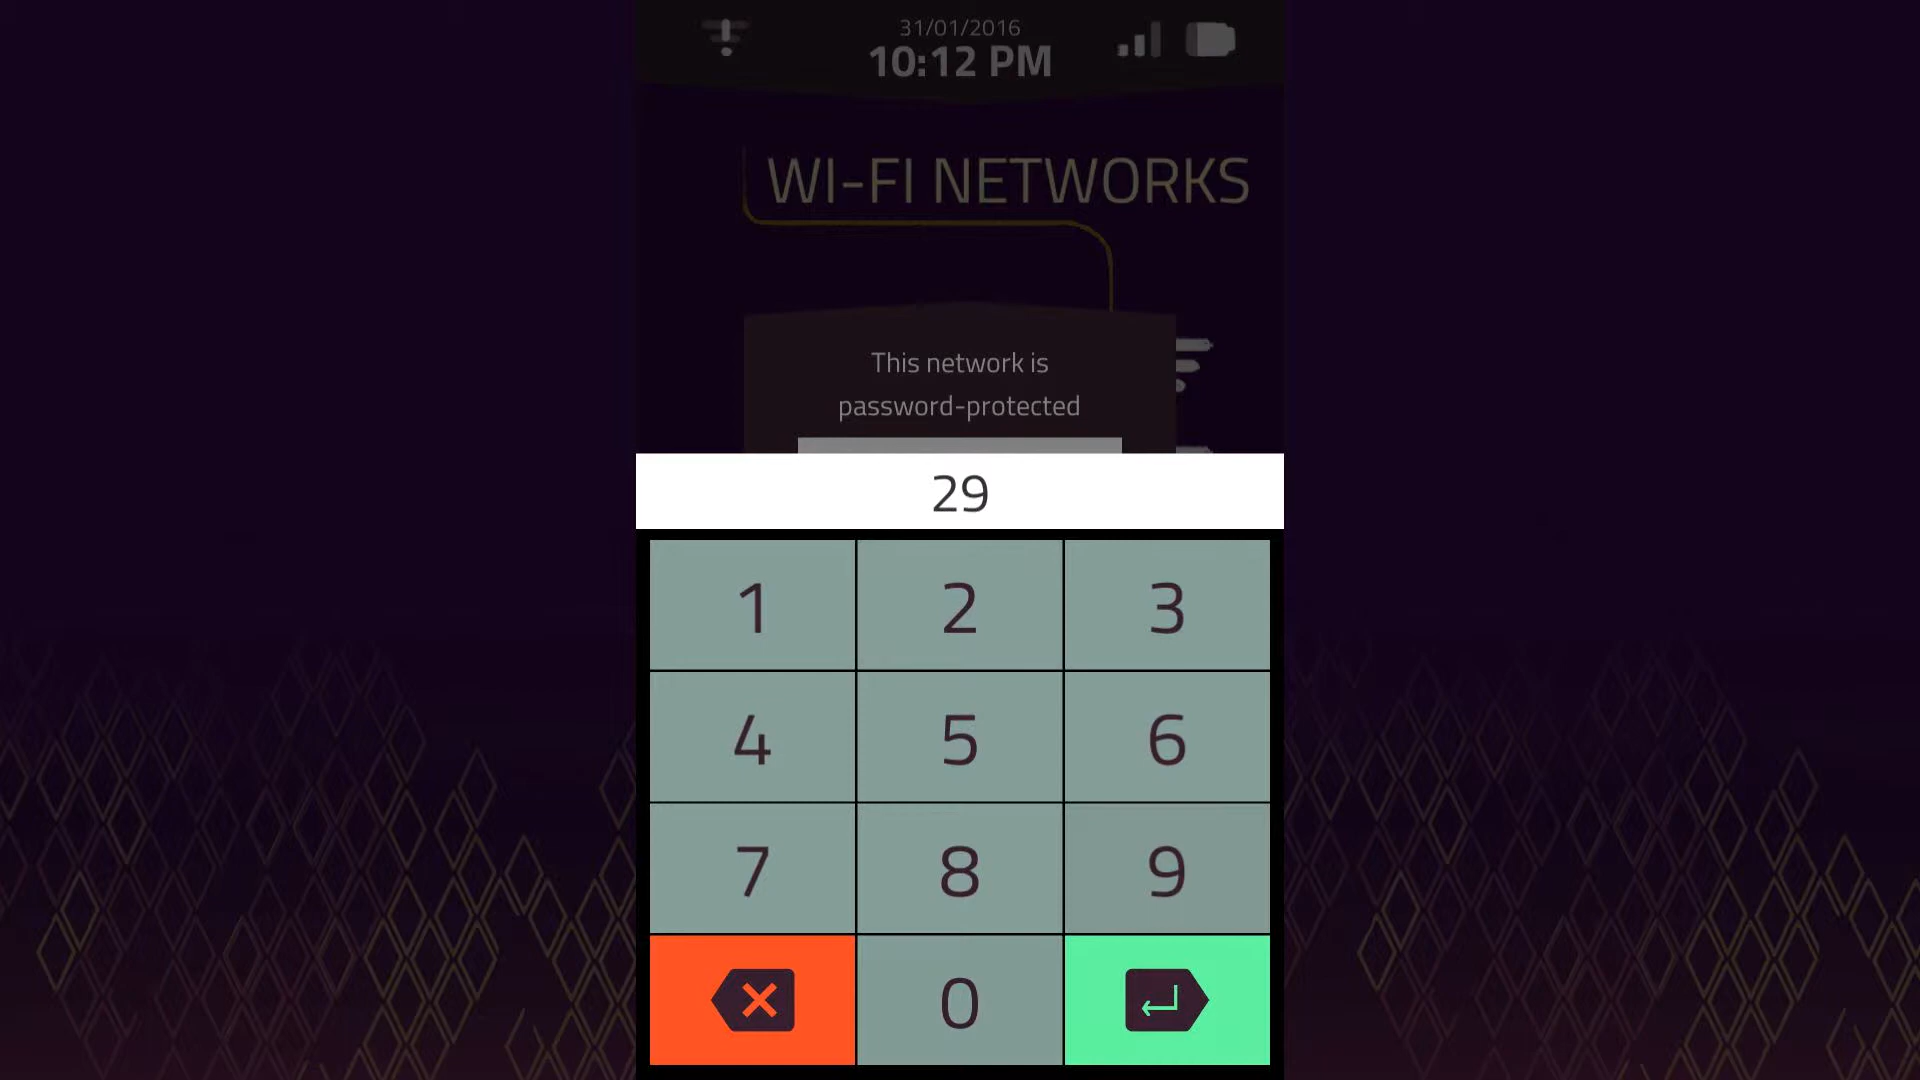 31/01/2016
10:12 PM
WI-FI NETWORKS
This network is
password-protected
29
1 2 3
4 5 6
7 8 9
0